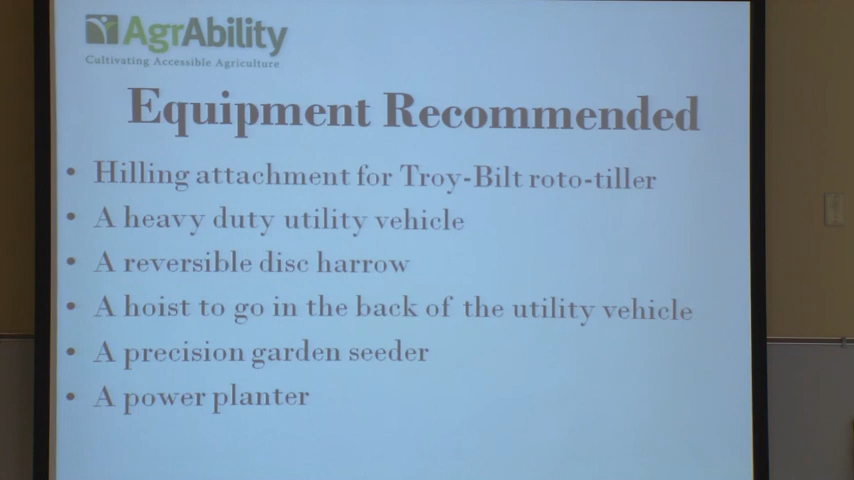 AgrAbility
Cultivating Accessible Agriculture
Equipment Recommended
• Hilling attachment for Troy-Bilt roto-tiller
• A heavy duty utility vehicle
• A reversible disc harrow
• A hoist to go in the back of the utility vehicle
• A precision garden seeder
• A power planter